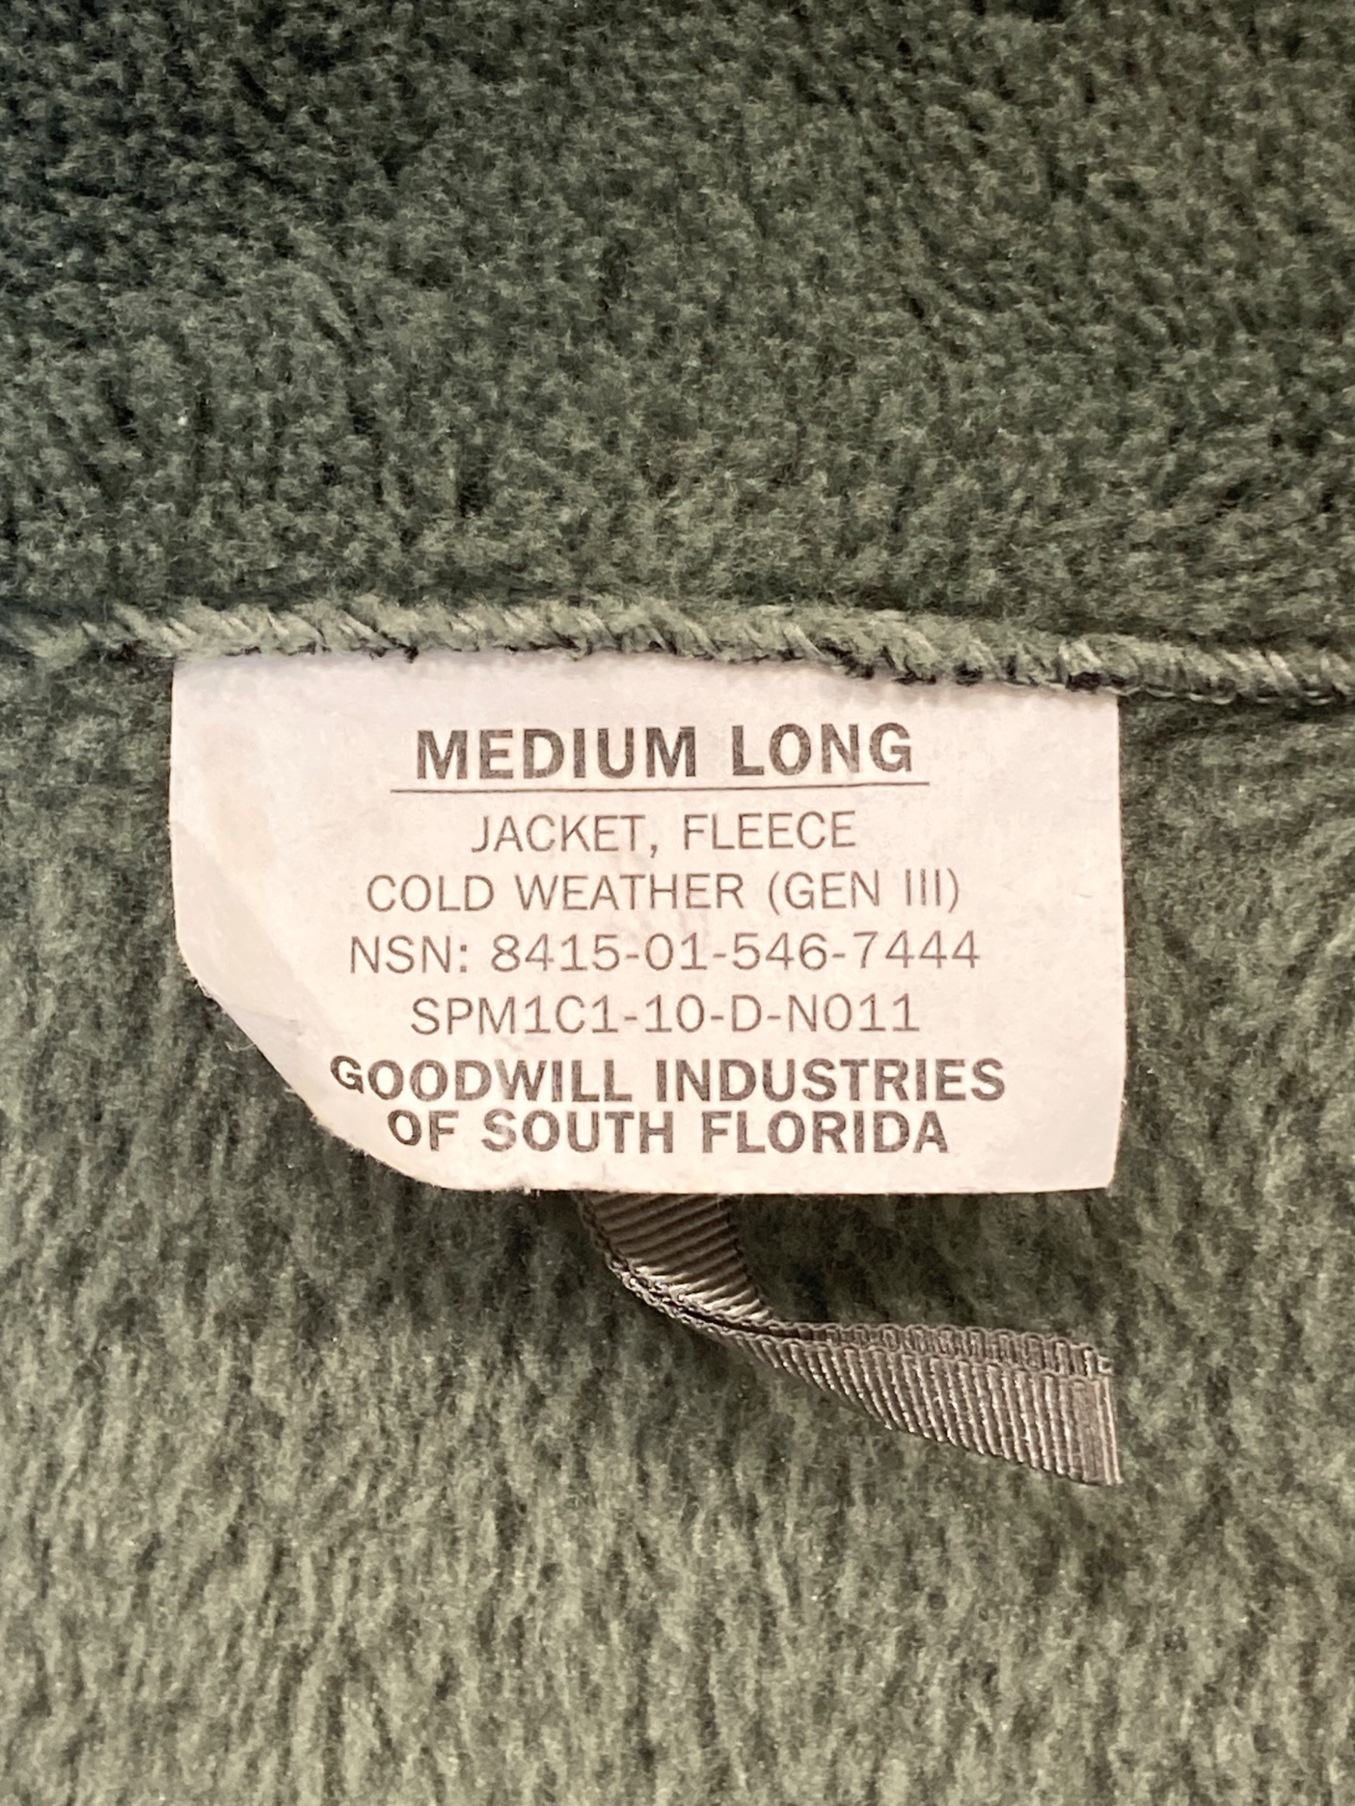 MEDIUM LONG
JACKET, FLEECE
COLD WEATHER (GEN III)
NSN: 8415-01-546-7444
SPM1C1-10-D-N011
GOODWILL INDUSTRIES
OF SOUTH FLORIDA